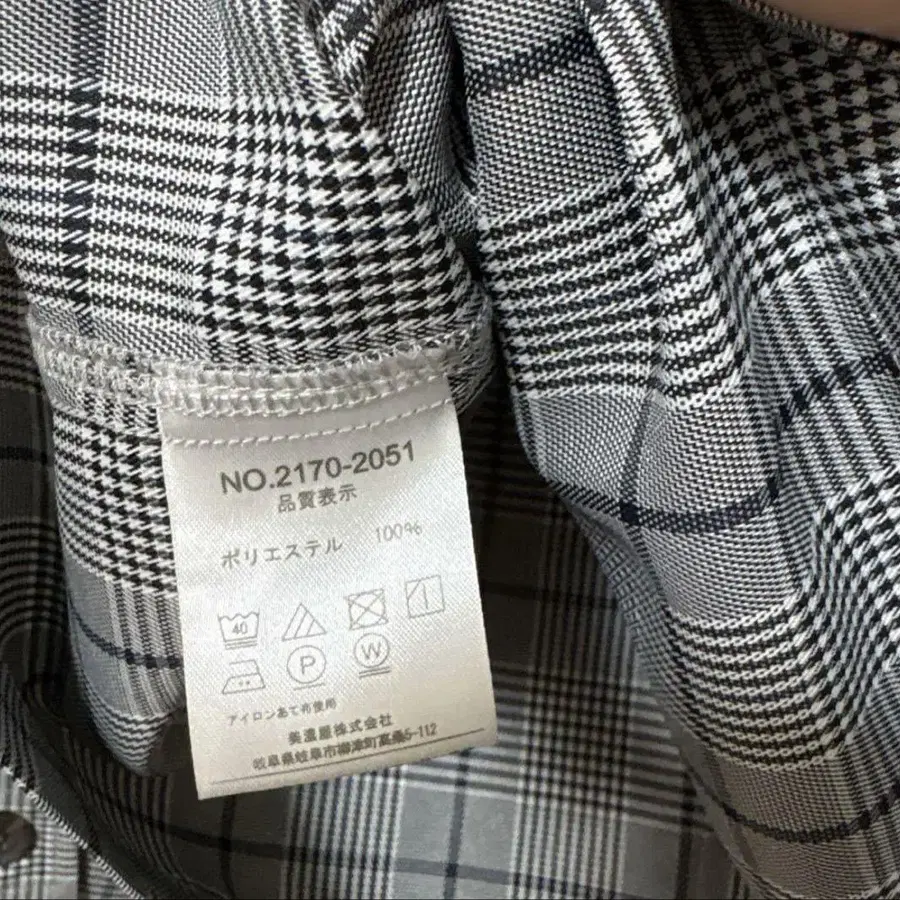 NO.2170-2051
品質表示
ポリエステル 100%
40
P W
アイロンあて布使用
美濃屋株式会社
岐阜県岐阜市柳津町高桑5-112